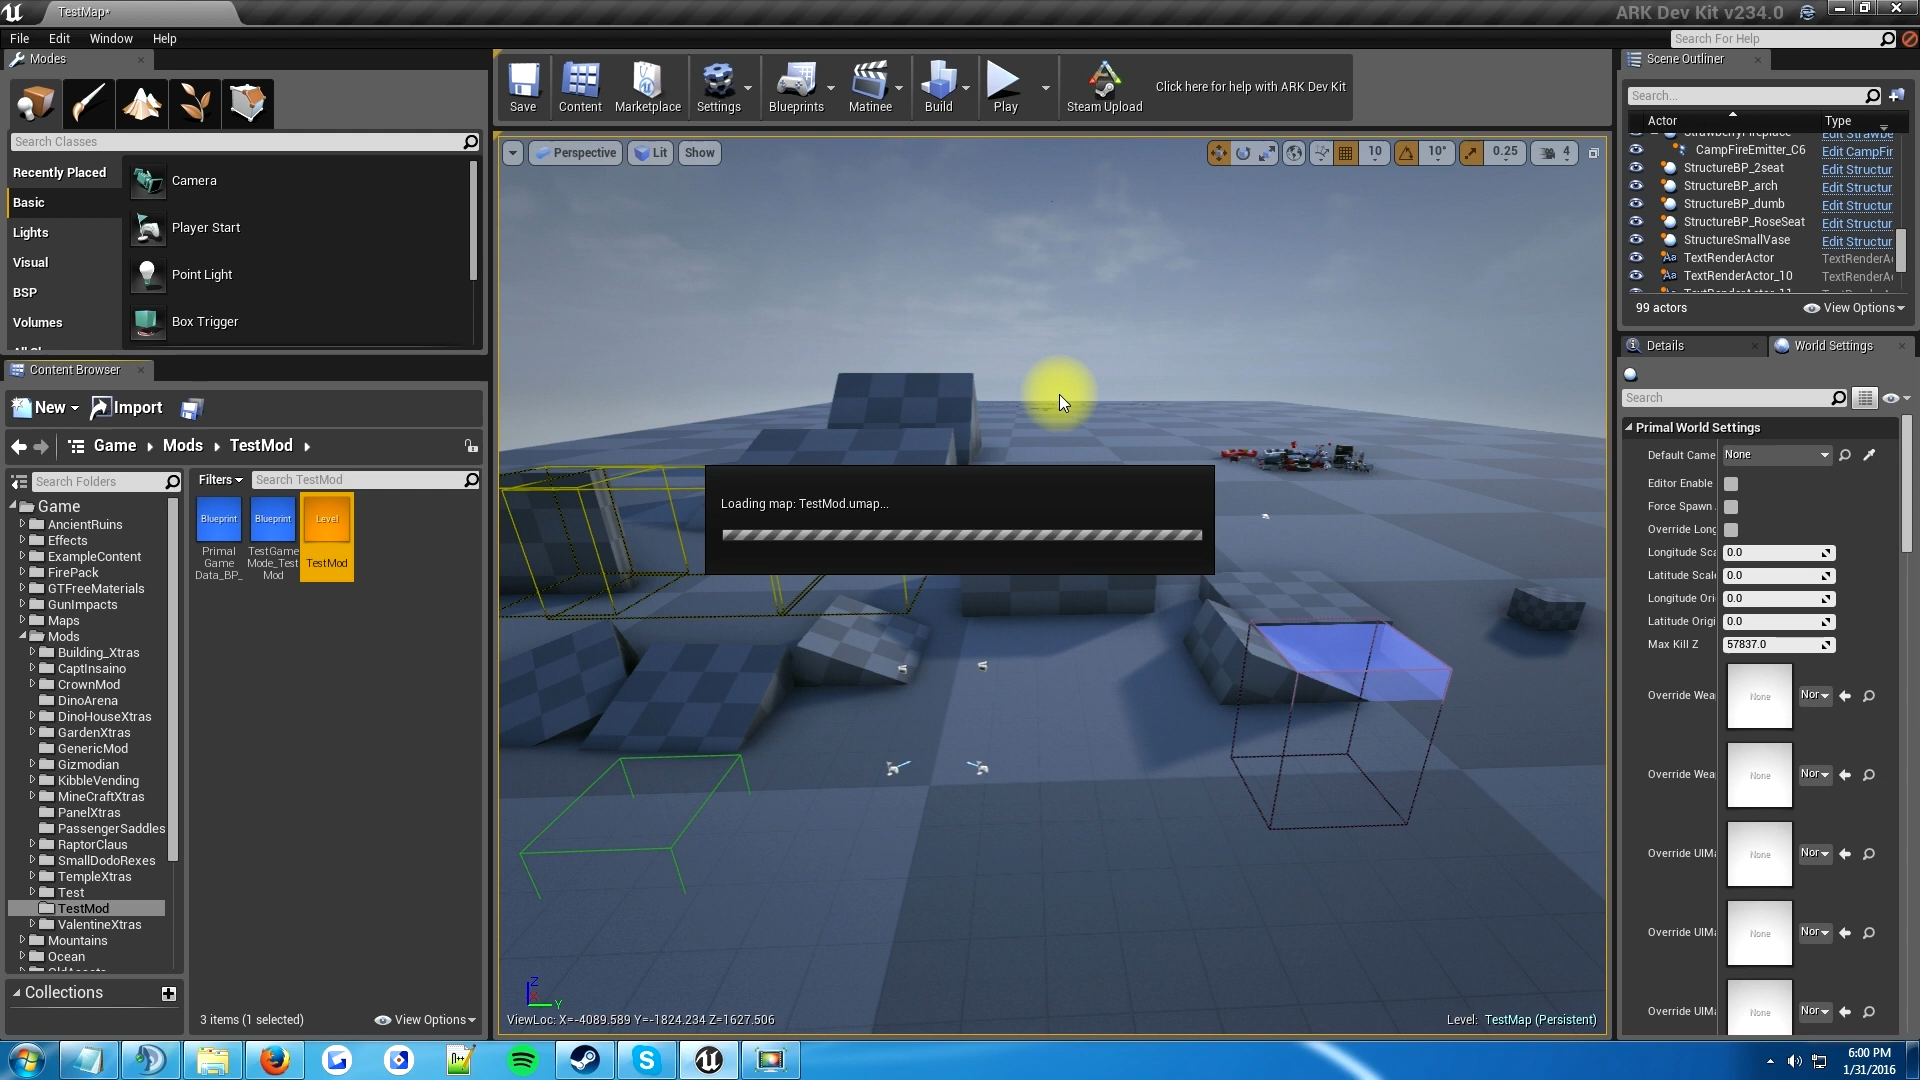 TestMap*
ARK Dev Kit v234.0
File Edit Window Help
Search For Help
Modes
Search Classes
Recently Placed
Basic
Lights
Visual
BSP
Volumes
Camera
Player Start
Point Light
Box Trigger
Save
Content
Marketplace
Settings
Blueprints
Matinee
Build
Play
Steam Upload
Click here for help with ARK Dev Kit
Perspective
Lit
Show
10
10°
0.25
4
Loading map: TestMod.umap...
ViewLoc: X=-4089.589 Y=-1824.234 Z=1627.506
Level: TestMap (Persistent)
Z
Y
Content Browser
New
Import
Game Mods TestMod
Search Folders
Filters
Search TestMod
Game
AncientRuins
Effects
ExampleContent
FirePack
GTFreeMaterials
GunImpacts
Maps
Mods
Building_Xtras
CaptInsaino
CrownMod
DinoArena
DinoHouseXtras
GardenXtras
GenericMod
Gizmodian
KibbleVending
MineCraftXtras
PanelXtras
PassengerSaddles
RaptorClaus
SmallDodoRexes
TempleXtras
Test
TestMod
ValentineXtras
Mountains
Ocean
Collections
Blueprint
Primal
Game
Data_BP_
Blueprint
TestGame
Mode_Test
Mod
Level
TestMod
3 items (1 selected)
View Options
Scene Outliner
Search...
Actor Type
CampFireEmitter_C6 Edit CampFir
StructureBP_2seat Edit Structur
StructureBP_arch Edit Structur
StructureBP_dumb Edit Structur
StructureBP_RoseSeat Edit Structur
StructureSmallVase Edit Structur
TextRenderActor TextRenderA
TextRenderActor_10 TextRenderA
99 actors
View Options
Details
World Settings
Search
Primal World Settings
Default Came None
Editor Enable
Force Spawn
Override Long
Longitude Sca 0.0
Latitude Scale 0.0
Longitude Ori 0.0
Latitude Origi 0.0
Max Kill Z 57837.0
Override Wea None Nor
Override Wea None Nor
Override UIMa None Nor
Override UIMa None Nor
Override UIMa None Nor
6:00 PM
1/31/2016